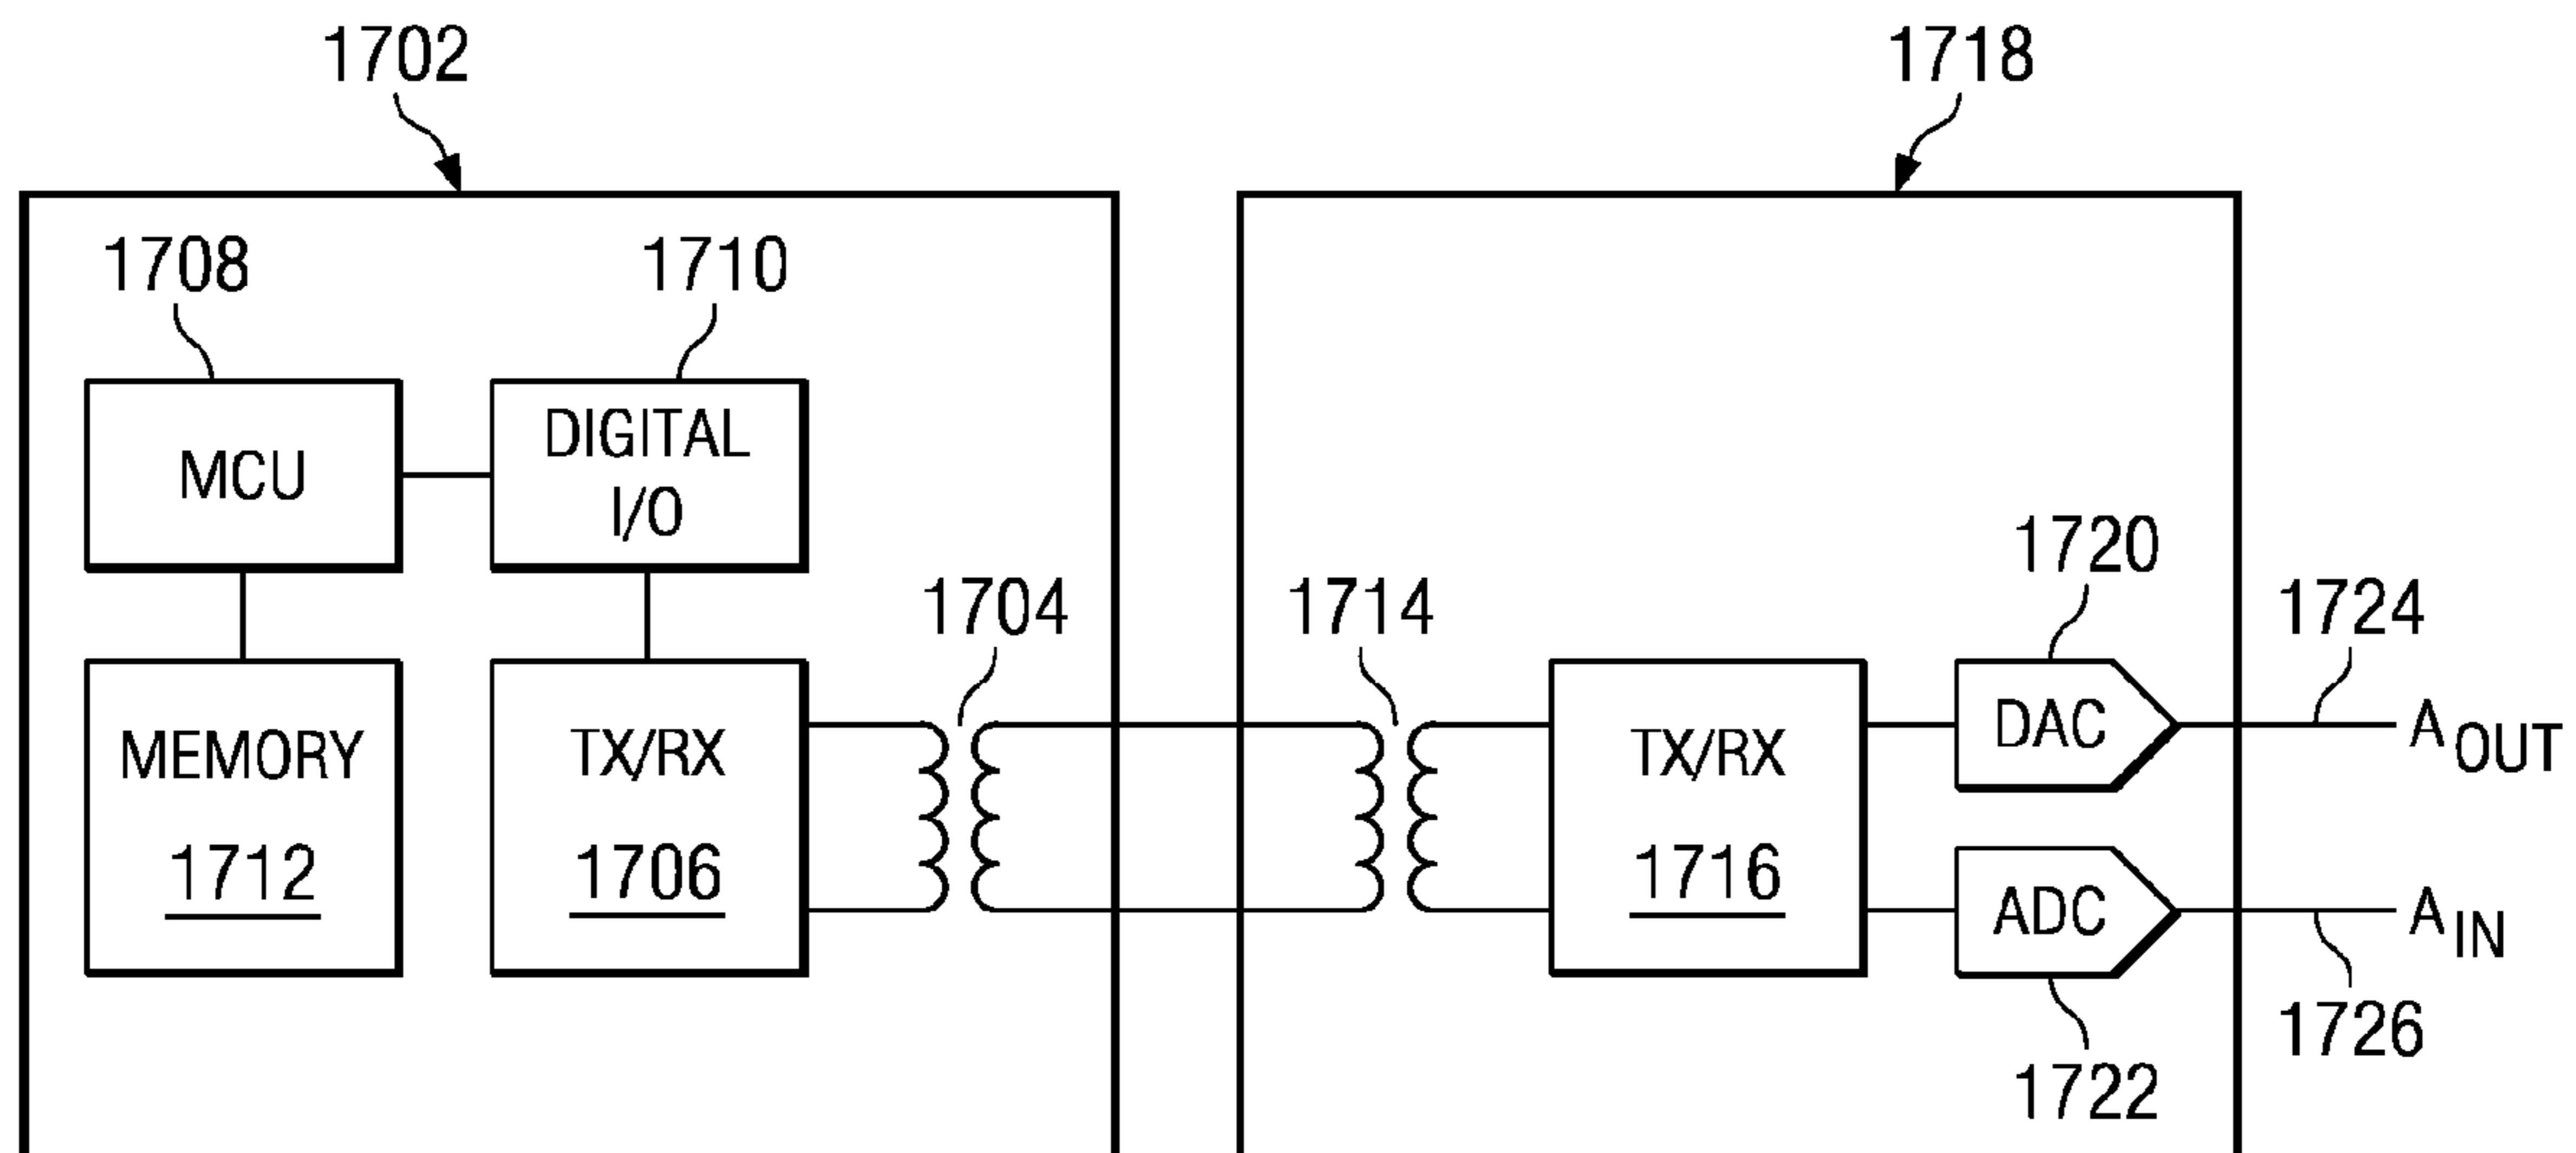 1702
1718
1708
1710
MCU
DIGITAL
I/O
1704
1714
1720
1724
MEMORY
1712
TX/RX
1706
TX/RX
1716
DAC
AOUT
ADC
AIN
1726
1722